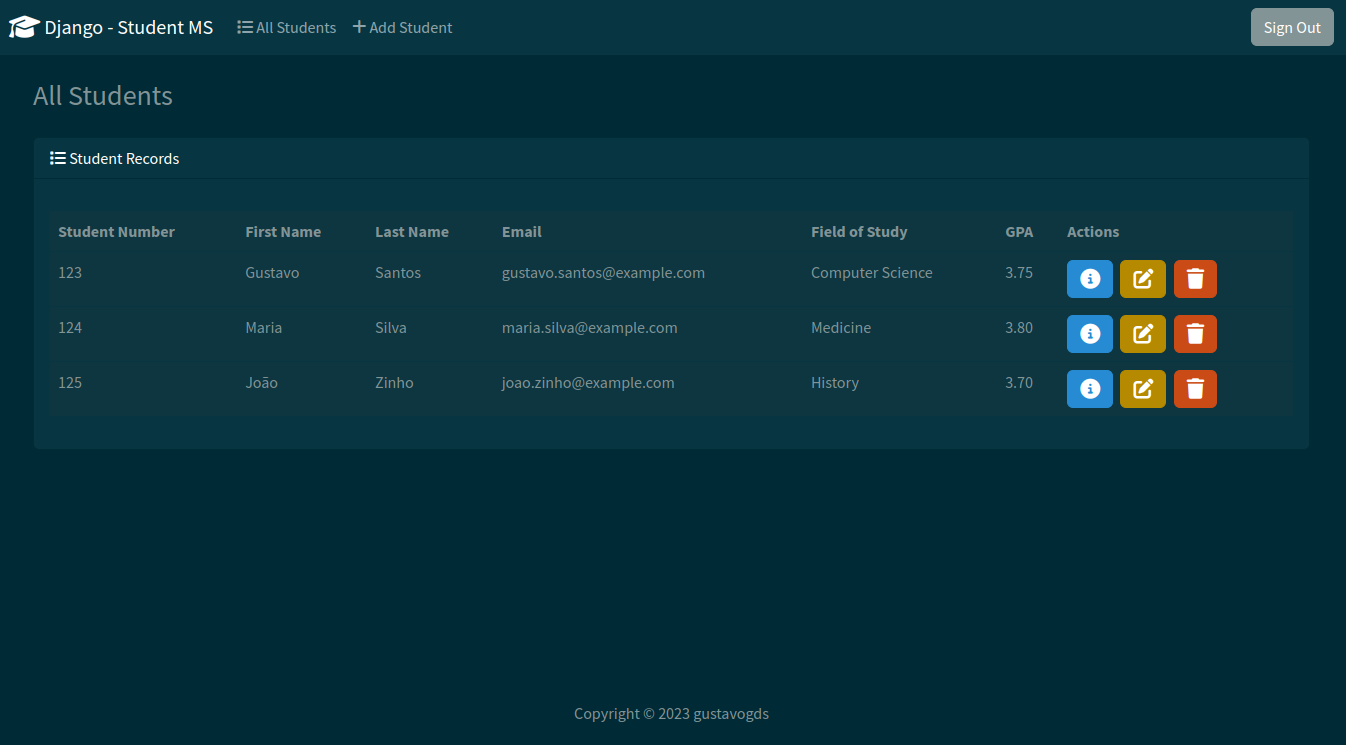 Django - Student MS All Students Add Student Sign Out
All Students
Student Records
Student Number First Name Last Name Email Field of Study GPA Actions
123 Gustavo Santos gustavo.santos@example.com Computer Science 3.75
124 Maria Silva maria.silva@example.com Medicine 3.80
125 João Zinho joao.zinho@example.com History 3.70
Copyright © 2023 gustavogds